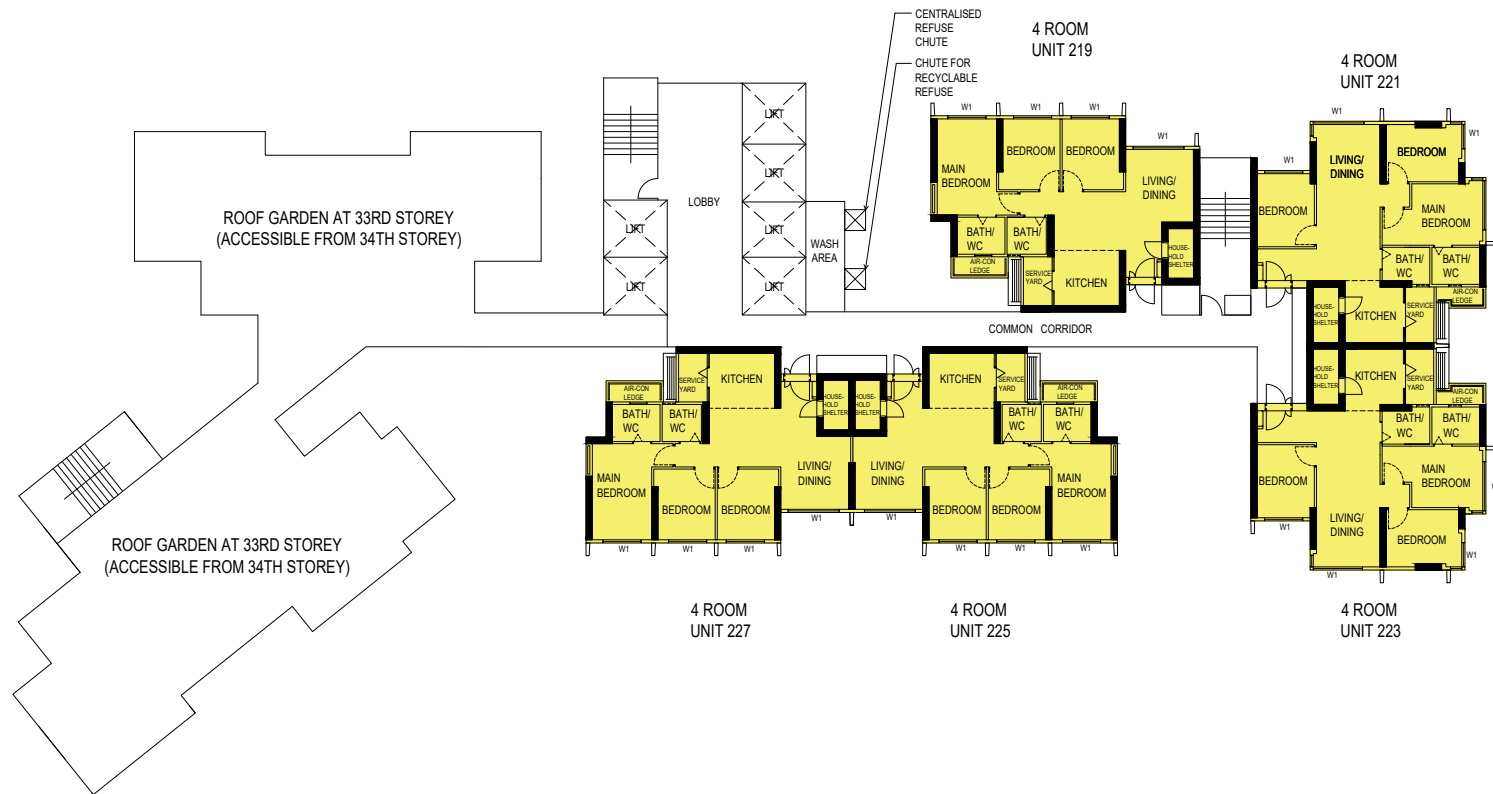 CENTRALISED
REFUSE
CHUTE
CHUTE FOR
RECYCLABLE
REFUSE
4 ROOM
UNIT 219
4 ROOM
UNIT 221
ROOF GARDEN AT 33RD STOREY
(ACCESSIBLE FROM 34TH STOREY)
LOBBY
LIFT
LIFT
LIFT
LIFT
LIFT
LIFT
WASH
AREA
W1
W1
W1
W1
MAIN
BEDROOM
BEDROOM
BEDROOM
LIVING/
DINING
BATH/
WC
BATH/
WC
AIR-CON
LEDGE
SERVICE
YARD
KITCHEN
HOUSE-
HOLD
SHELTER
W1
W1
W1
BEDROOM
LIVING/
DINING
BEDROOM
MAIN
BEDROOM
BATH/
WC
BATH/
WC
AIR-CON
LEDGE
HOUSE-
HOLD
SHELTER
KITCHEN
SERVICE
YARD
COMMON CORRIDOR
HOUSE-
HOLD
SHELTER
KITCHEN
SERVICE
YARD
AIR-CON
LEDGE
BATH/
WC
BATH/
WC
BEDROOM
LIVING/
DINING
MAIN
BEDROOM
BEDROOM
W1
W1
W1
4 ROOM
UNIT 223
AIR-CON
LEDGE
SERVICE
YARD
KITCHEN
BATH/
WC
BATH/
WC
HOUSE-
HOLD
SHELTER
MAIN
BEDROOM
BEDROOM
BEDROOM
LIVING/
DINING
W1
W1
W1
W1
4 ROOM
UNIT 227
HOUSE-
HOLD
SHELTER
KITCHEN
SERVICE
YARD
AIR-CON
LEDGE
BATH/
WC
BATH/
WC
LIVING/
DINING
BEDROOM
BEDROOM
MAIN
BEDROOM
W1
W1
W1
W1
4 ROOM
UNIT 225
ROOF GARDEN AT 33RD STOREY
(ACCESSIBLE FROM 34TH STOREY)